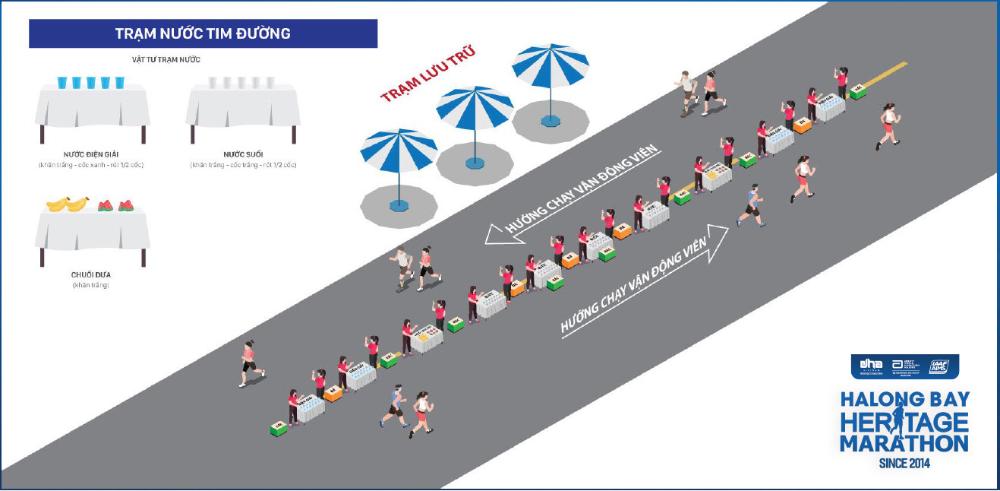 TRẠM NƯỚC TIM ĐƯỜNG
VẬT TƯ TRẠM NƯỚC
NƯỚC ĐIỆN GIẢI
(khăn trắng - cốc xanh - rót 1/2 cốc)
NƯỚC SUỐI
(khăn trắng - cốc trắng - rót 1/2 cốc)
CHUỐI DƯA
(khăn trắng)
TRẠM LƯU TRỮ
HƯỚNG CHẠY VẬN ĐỘNG VIÊN
HƯỚNG CHẠY VẬN ĐỘNG VIÊN
HALONG BAY
HERITAGE
MARATHON
SINCE 2014